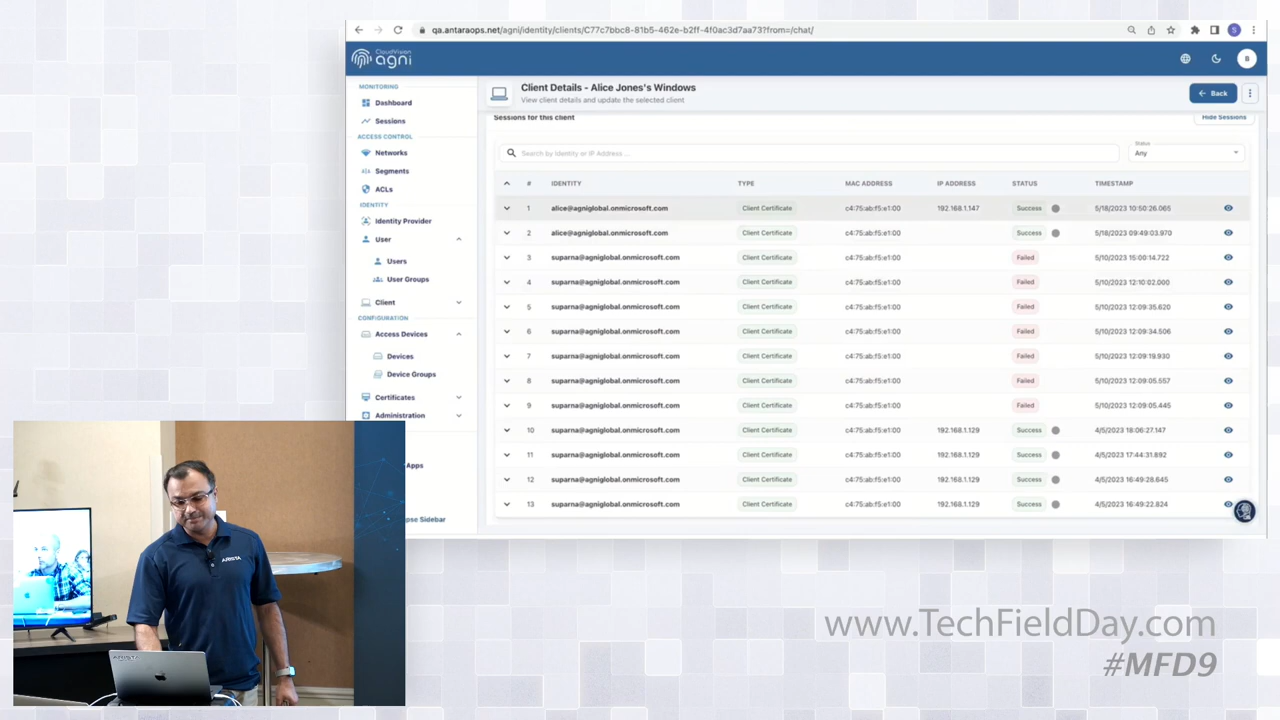 qa.antaraops.net/agni/identity/clients/C77c7bbc8-81b5-462e-b2ff-4f0ac3d7aa73?from=/chat/
S
CloudVision
agni
B
MONITORING
Dashboard
Sessions
ACCESS CONTROL
Networks
Segments
ACLs
IDENTITY
Identity Provider
User
Users
User Groups
Client
CONFIGURATION
Access Devices
Devices
Device Groups
Certificates
Administration
Apps
pse Sidebar
Client Details - Alice Jones's Windows
View client details and update the selected client
Back
Sessions for this client
Hide Sessions
Search by Identity or IP Address ...
Status
Any
# IDENTITY TYPE MAC ADDRESS IP ADDRESS STATUS TIMESTAMP
1 alice@agniglobal.onmicrosoft.com Client Certificate c4:75:ab:f5:e1:00 192.168.1.147 Success 5/18/2023 10:50:26.065
2 alice@agniglobal.onmicrosoft.com Client Certificate c4:75:ab:f5:e1:00 Success 5/18/2023 09:49:03.970
3 suparna@agniglobal.onmicrosoft.com Client Certificate c4:75:ab:f5:e1:00 Failed 5/10/2023 15:00:14.722
4 suparna@agniglobal.onmicrosoft.com Client Certificate c4:75:ab:f5:e1:00 Failed 5/10/2023 12:10:02.000
5 suparna@agniglobal.onmicrosoft.com Client Certificate c4:75:ab:f5:e1:00 Failed 5/10/2023 12:09:35.620
6 suparna@agniglobal.onmicrosoft.com Client Certificate c4:75:ab:f5:e1:00 Failed 5/10/2023 12:09:34.506
7 suparna@agniglobal.onmicrosoft.com Client Certificate c4:75:ab:f5:e1:00 Failed 5/10/2023 12:09:19.930
8 suparna@agniglobal.onmicrosoft.com Client Certificate c4:75:ab:f5:e1:00 Failed 5/10/2023 12:09:05.557
9 suparna@agniglobal.onmicrosoft.com Client Certificate c4:75:ab:f5:e1:00 Failed 5/10/2023 12:09:05.445
10 suparna@agniglobal.onmicrosoft.com Client Certificate c4:75:ab:f5:e1:00 192.168.1.129 Success 4/5/2023 18:06:27.147
11 suparna@agniglobal.onmicrosoft.com Client Certificate c4:75:ab:f5:e1:00 192.168.1.129 Success 4/5/2023 17:44:31.892
12 suparna@agniglobal.onmicrosoft.com Client Certificate c4:75:ab:f5:e1:00 192.168.1.129 Success 4/5/2023 16:49:28.645
13 suparna@agniglobal.onmicrosoft.com Client Certificate c4:75:ab:f5:e1:00 192.168.1.129 Success 4/5/2023 16:49:22.824
ARISTA
ARISTA
www.TechFieldDay.com
#MFD9